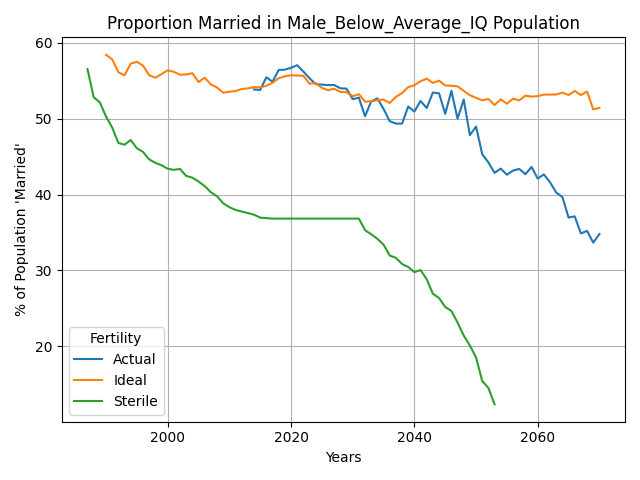 Proportion Married in Male_Below_Average_IQ Population
% of Population 'Married'
60
50
40
30
20
Fertility
Actual
Ideal
Sterile
2000 2020 2040 2060
Years